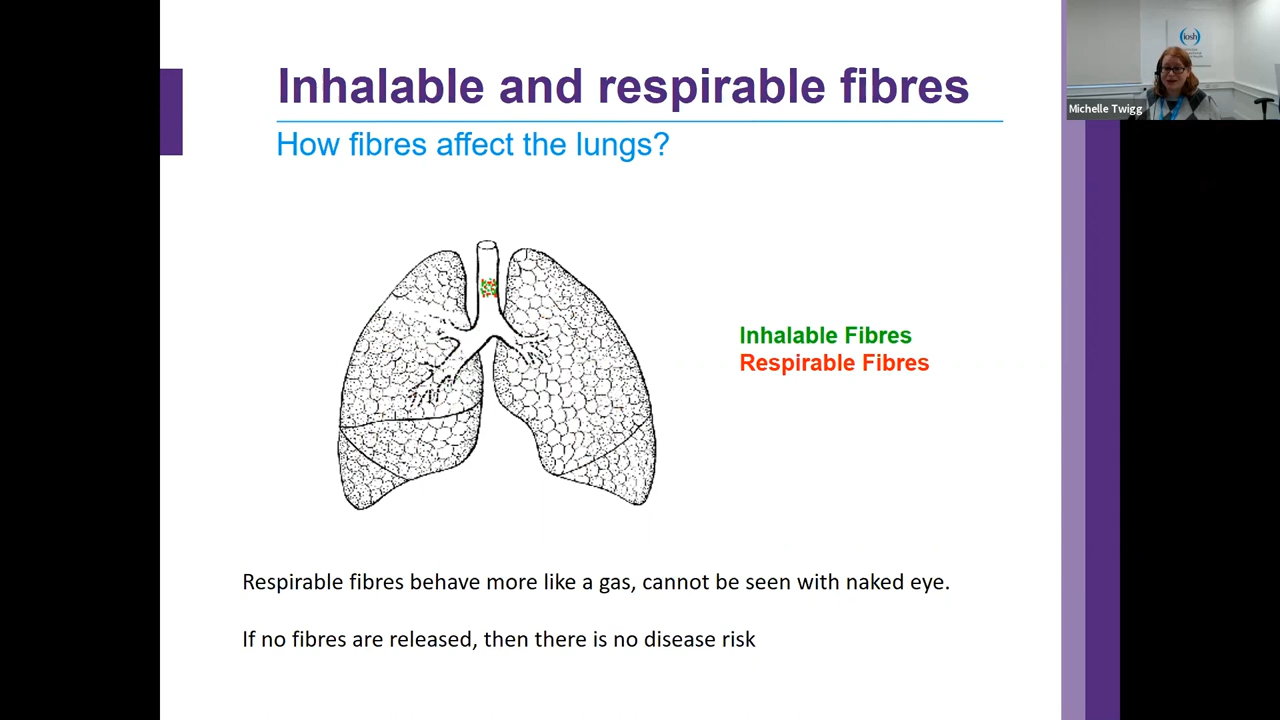 Inhalable and respirable fibres
How fibres affect the lungs?
iosh
Michelle Twigg
Inhalable Fibres
Respirable Fibres
Respirable fibres behave more like a gas, cannot be seen with naked eye.
If no fibres are released, then there is no disease risk